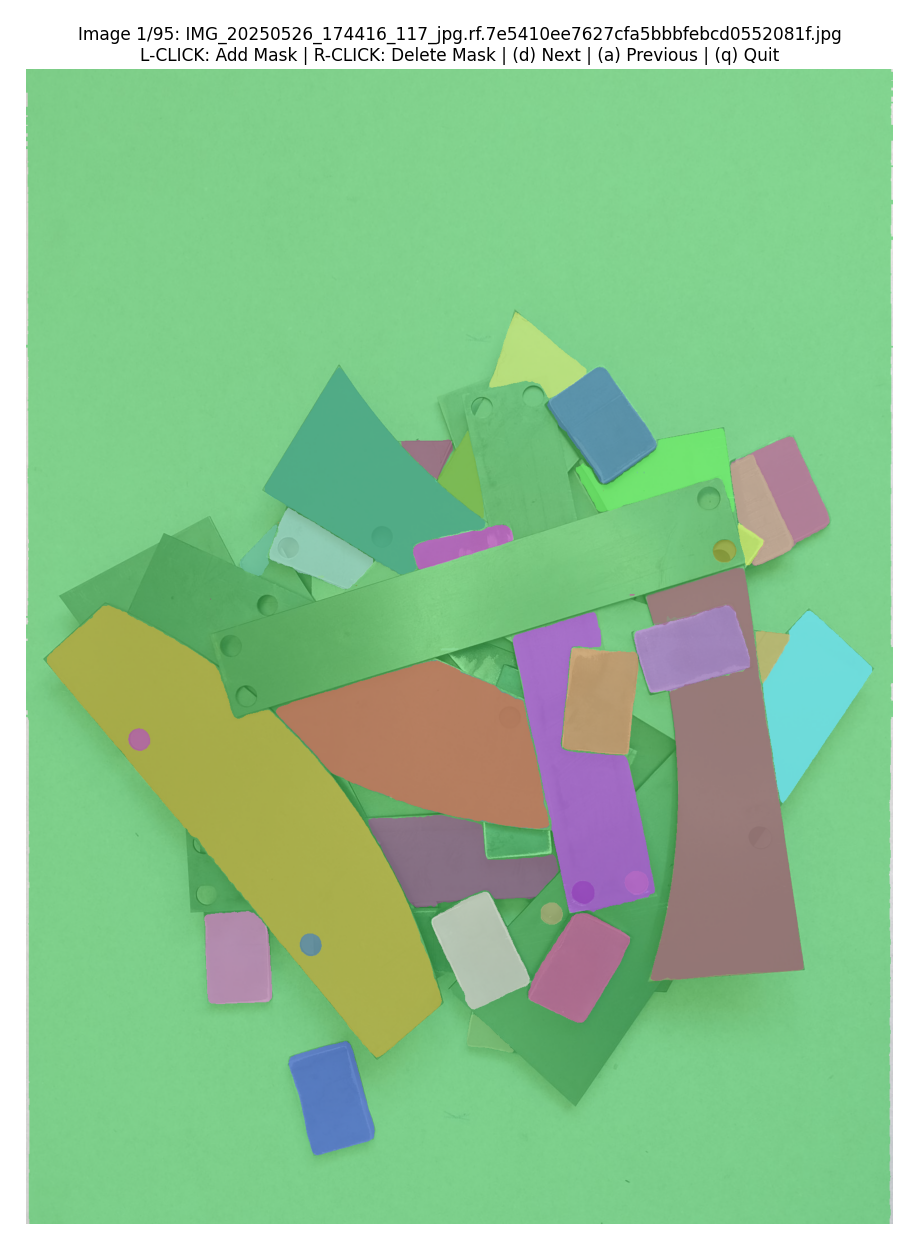 Image 1/95: IMG_20250526_174416_117_jpg.rf.7e5410ee7627cfa5bbbfebcd0552081f.jpg
L-CLICK: Add Mask | R-CLICK: Delete Mask | (d) Next | (a) Previous | (q) Quit